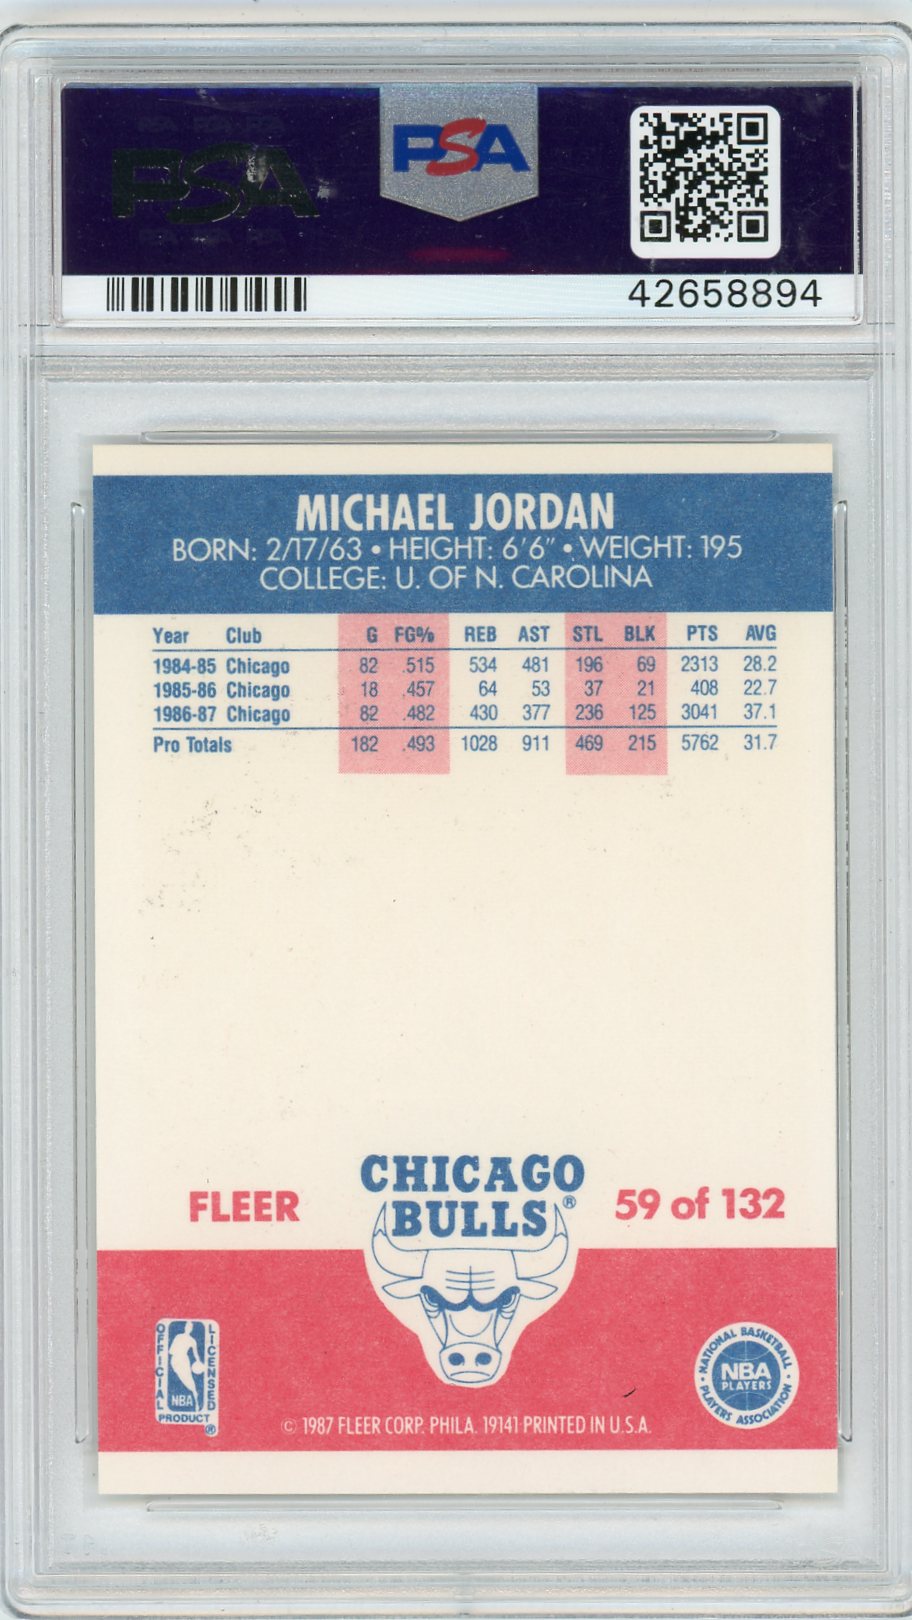 PSA
PSA
42658894
MICHAEL JORDAN
BORN: 2/17/63 • HEIGHT: 6'6" • WEIGHT: 195
COLLEGE: U. OF N. CAROLINA
Year Club G FG% REB AST STL BLK PTS AVG
1984-85 Chicago 82 .515 534 481 196 69 2313 28.2
1985-86 Chicago 18 .457 64 53 37 21 408 22.7
1986-87 Chicago 82 .482 430 377 236 125 3041 37.1
Pro Totals 182 .493 1028 911 469 215 5762 31.7
CHICAGO
BULLS®
FLEER
59 of 132
OFFICIAL
LICENSED
NBA
PRODUCT
®
• NATIONAL BASKETBALL •
NBA
PLAYERS
PLAYERS ASSOCIATION
© 1987 FLEER CORP. PHILA. 19141 PRINTED IN U.S.A.